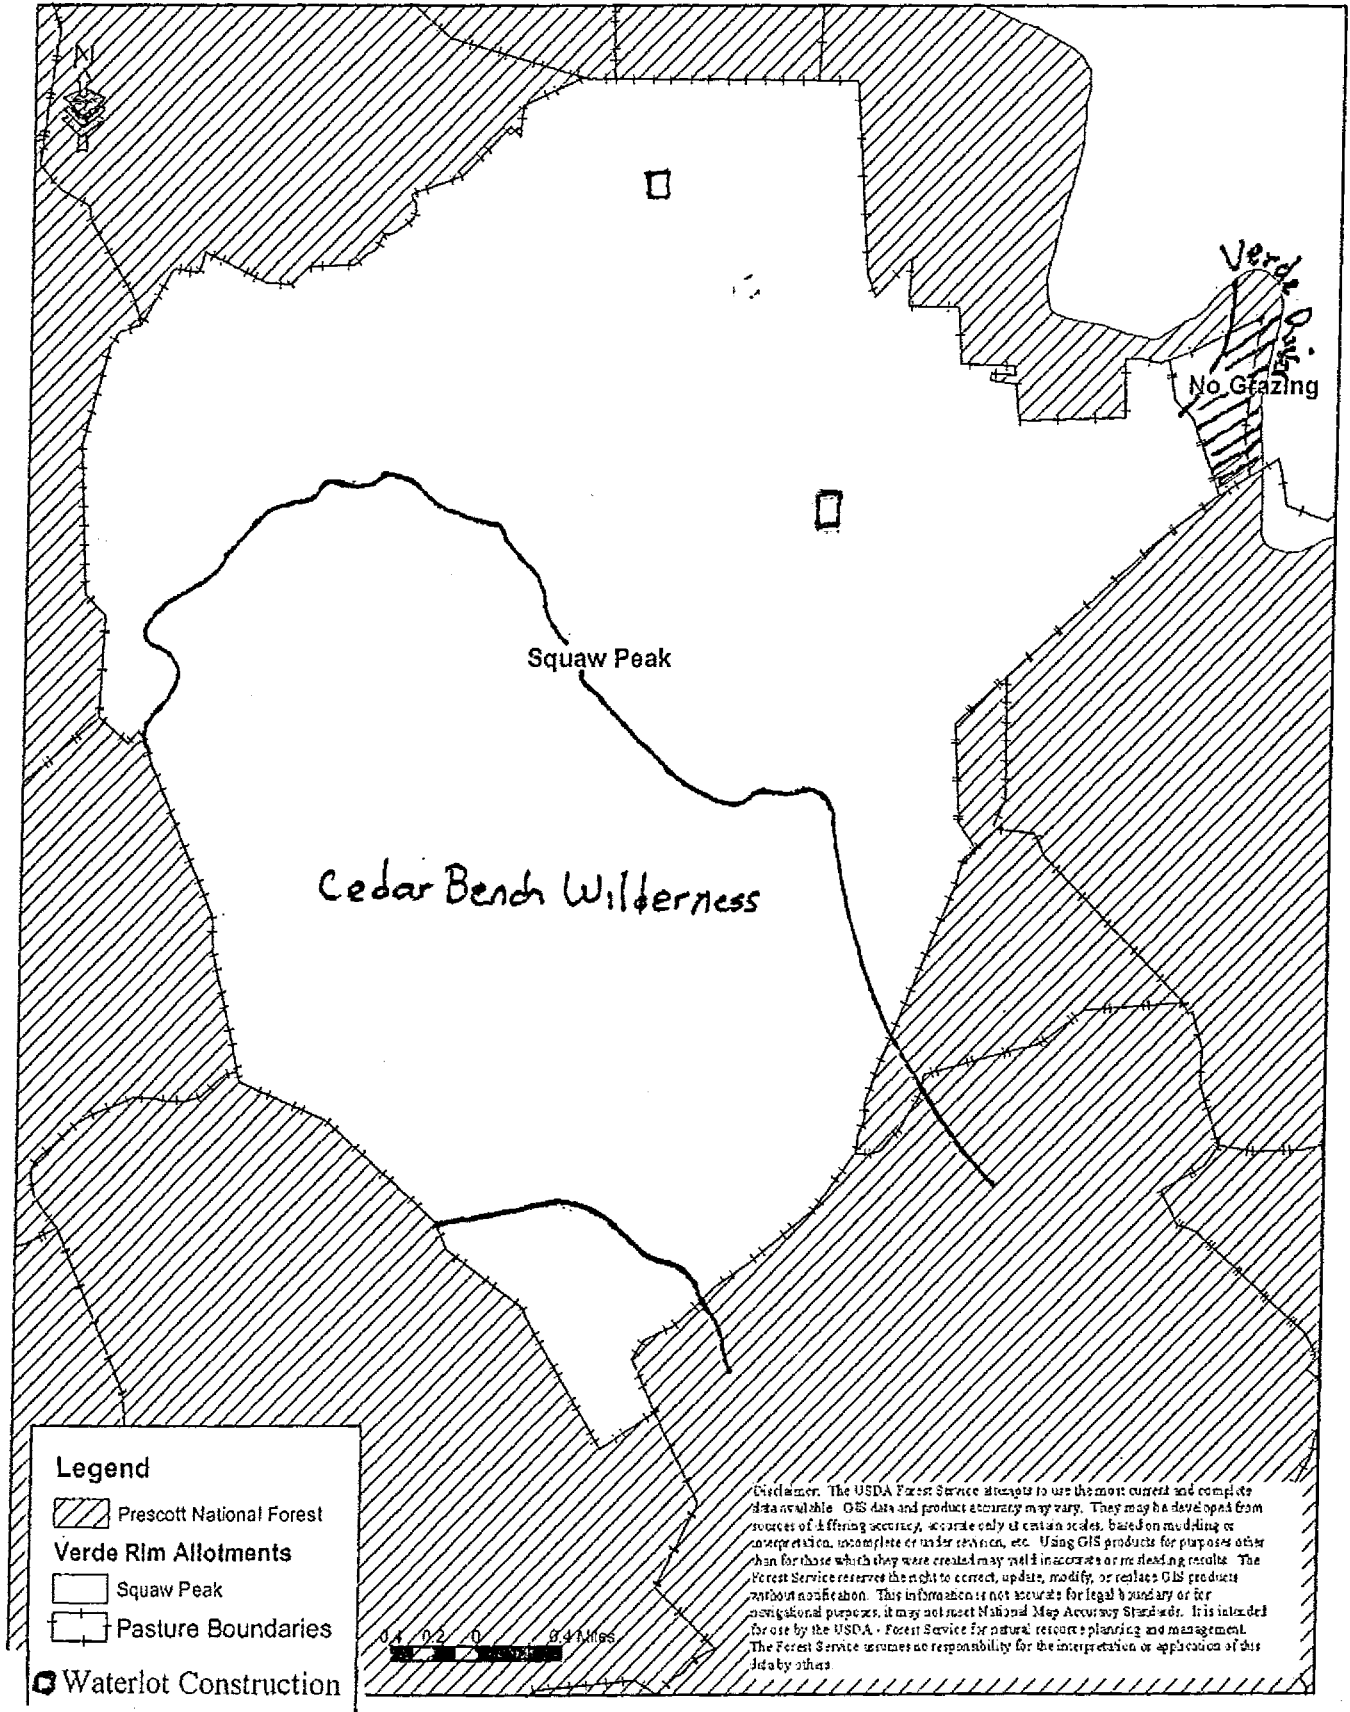 N
Verde River
No Grazing
Squaw Peak
Cedar Bench Wilderness
Legend
Prescott National Forest
Verde Rim Allotments
Squaw Peak
Pasture Boundaries
Waterlot Construction
0.4 0.2 0 0.4 Miles
Disclaimer: The USDA Forest Service attempts to use the most current and complete
data available. GIS data and product accuracy may vary. They may be developed from
sources of differing accuracy, accurate only at certain scales, based on modeling or
interpretation, incomplete or under revision, etc. Using GIS products for purposes other
than for those which they were created may yield inaccurate or misleading results. The
Forest Service reserves the right to correct, update, modify, or replace GIS products
without notification. This information is not accurate for legal boundary or for
navigational purposes, it may not meet National Map Accuracy Standards. It is intended
for use by the USDA - Forest Service for natural resource planning and management.
The Forest Service assumes no responsibility for the interpretation or application of this
data by others.